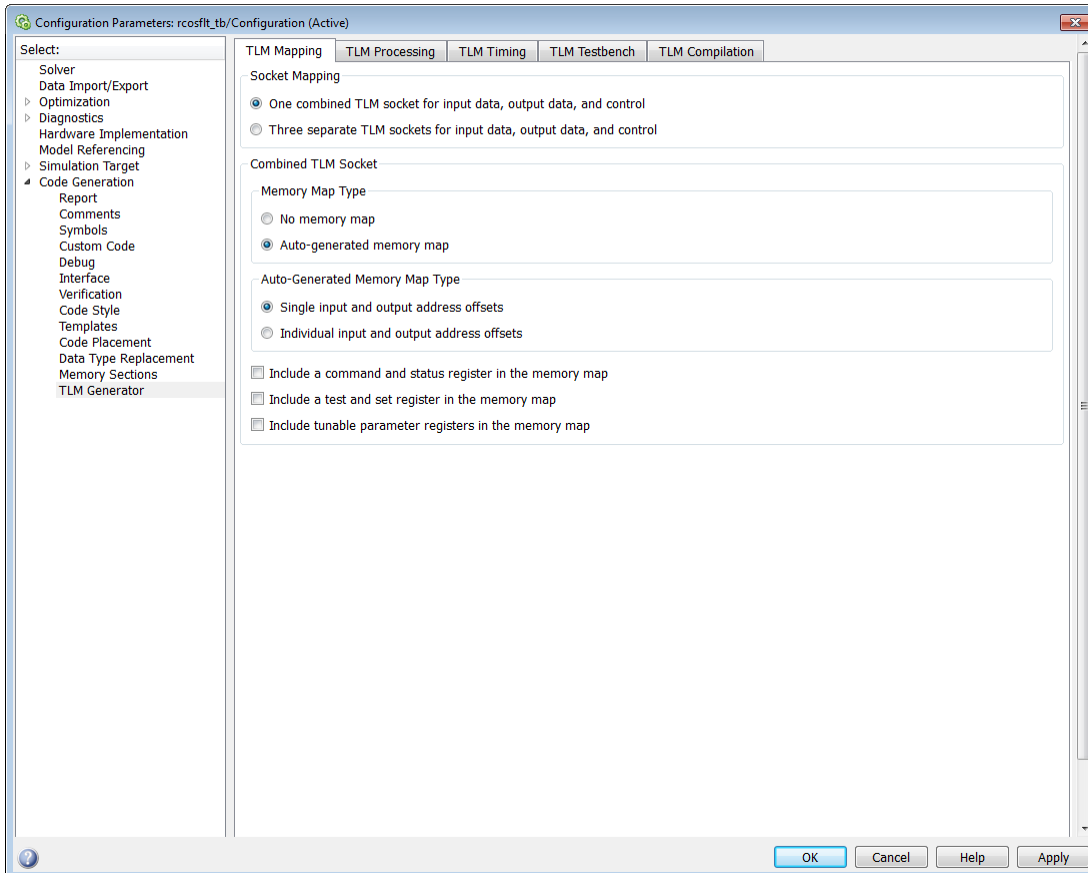 Configuration Parameters: rcosflt_tb/Configuration (Active)
Select:
Solver
Data Import/Export
Optimization
Diagnostics
Hardware Implementation
Model Referencing
Simulation Target
Code Generation
Report
Comments
Symbols
Custom Code
Debug
Interface
Verification
Code Style
Templates
Code Placement
Data Type Replacement
Memory Sections
TLM Generator
TLM Mapping TLM Processing TLM Timing TLM Testbench TLM Compilation
Socket Mapping
One combined TLM socket for input data, output data, and control
Three separate TLM sockets for input data, output data, and control
Combined TLM Socket
Memory Map Type
No memory map
Auto-generated memory map
Auto-Generated Memory Map Type
Single input and output address offsets
Individual input and output address offsets
Include a command and status register in the memory map
Include a test and set register in the memory map
Include tunable parameter registers in the memory map
? OK Cancel Help Apply